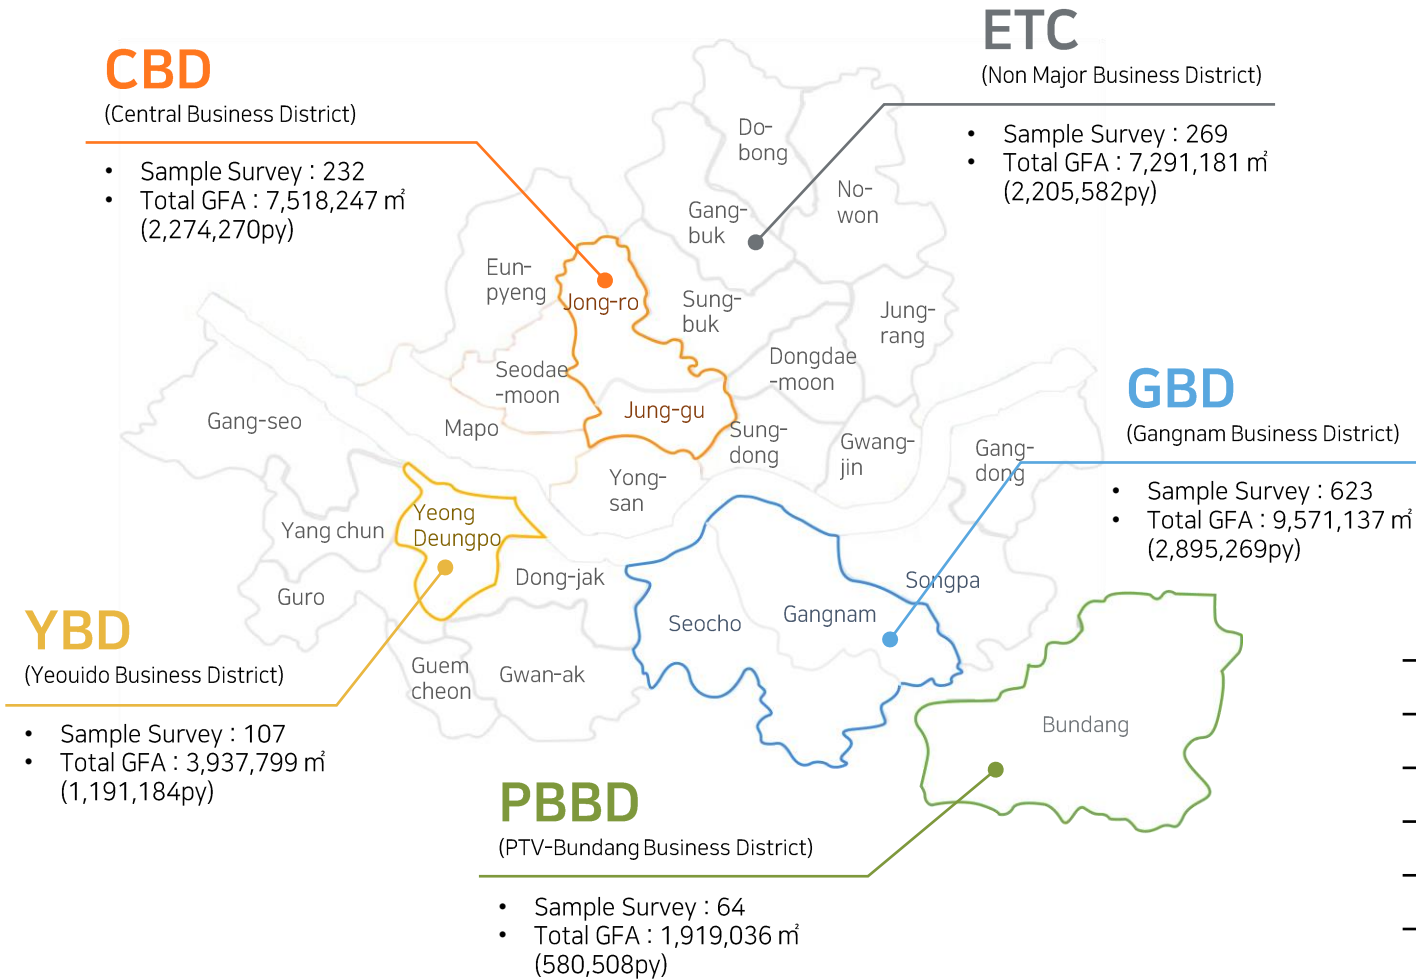 ETC
(Non Major Business District)
• Sample Survey : 269
• Total GFA : 7,291,181 ㎡
(2,205,582py)
CBD
(Central Business District)
• Sample Survey : 232
• Total GFA : 7,518,247 ㎡
(2,274,270py)
Do-
bong
No-
won
Gang-
buk
Eun-
pyeng
Jong-ro
Sung-
buk
Jung-
rang
Seodae
-moon
Dongdae
-moon
Gang-seo
Mapo
Jung-gu
Sung-
dong
Gwang-
jin
Gang-
dong
GBD
(Gangnam Business District)
• Sample Survey : 623
• Total GFA : 9,571,137 ㎡
(2,895,269py)
Yong-
san
Yang chun
Yeong
Deungpo
Dong-jak
Guro
Seocho
Gangnam
Songpa
Guem
cheon
Gwan-ak
Bundang
YBD
(Yeouido Business District)
• Sample Survey : 107
• Total GFA : 3,937,799 ㎡
(1,191,184py)
PBBD
(PTV-Bundang Business District)
• Sample Survey : 64
• Total GFA : 1,919,036 ㎡
(580,508py)